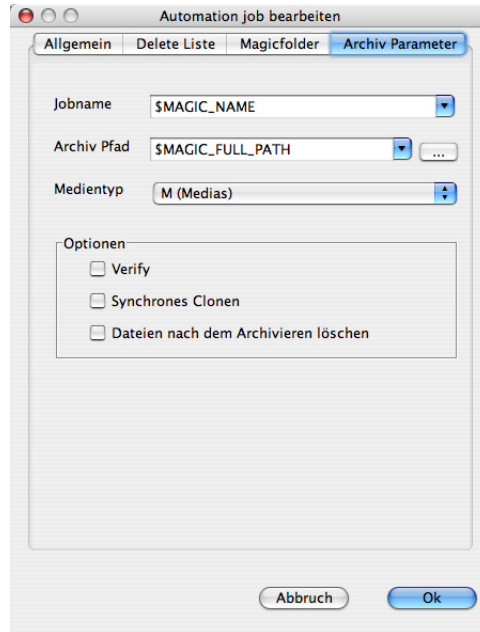 Automation job bearbeiten
Allgemein Delete Liste Magicfolder Archiv Parameter
Jobname $MAGIC_NAME
Archiv Pfad $MAGIC_FULL_PATH ...
Medientyp M (Medias)
Optionen
Verify
Synchrones Clonen
Dateien nach dem Archivieren löschen
Abbruch Ok